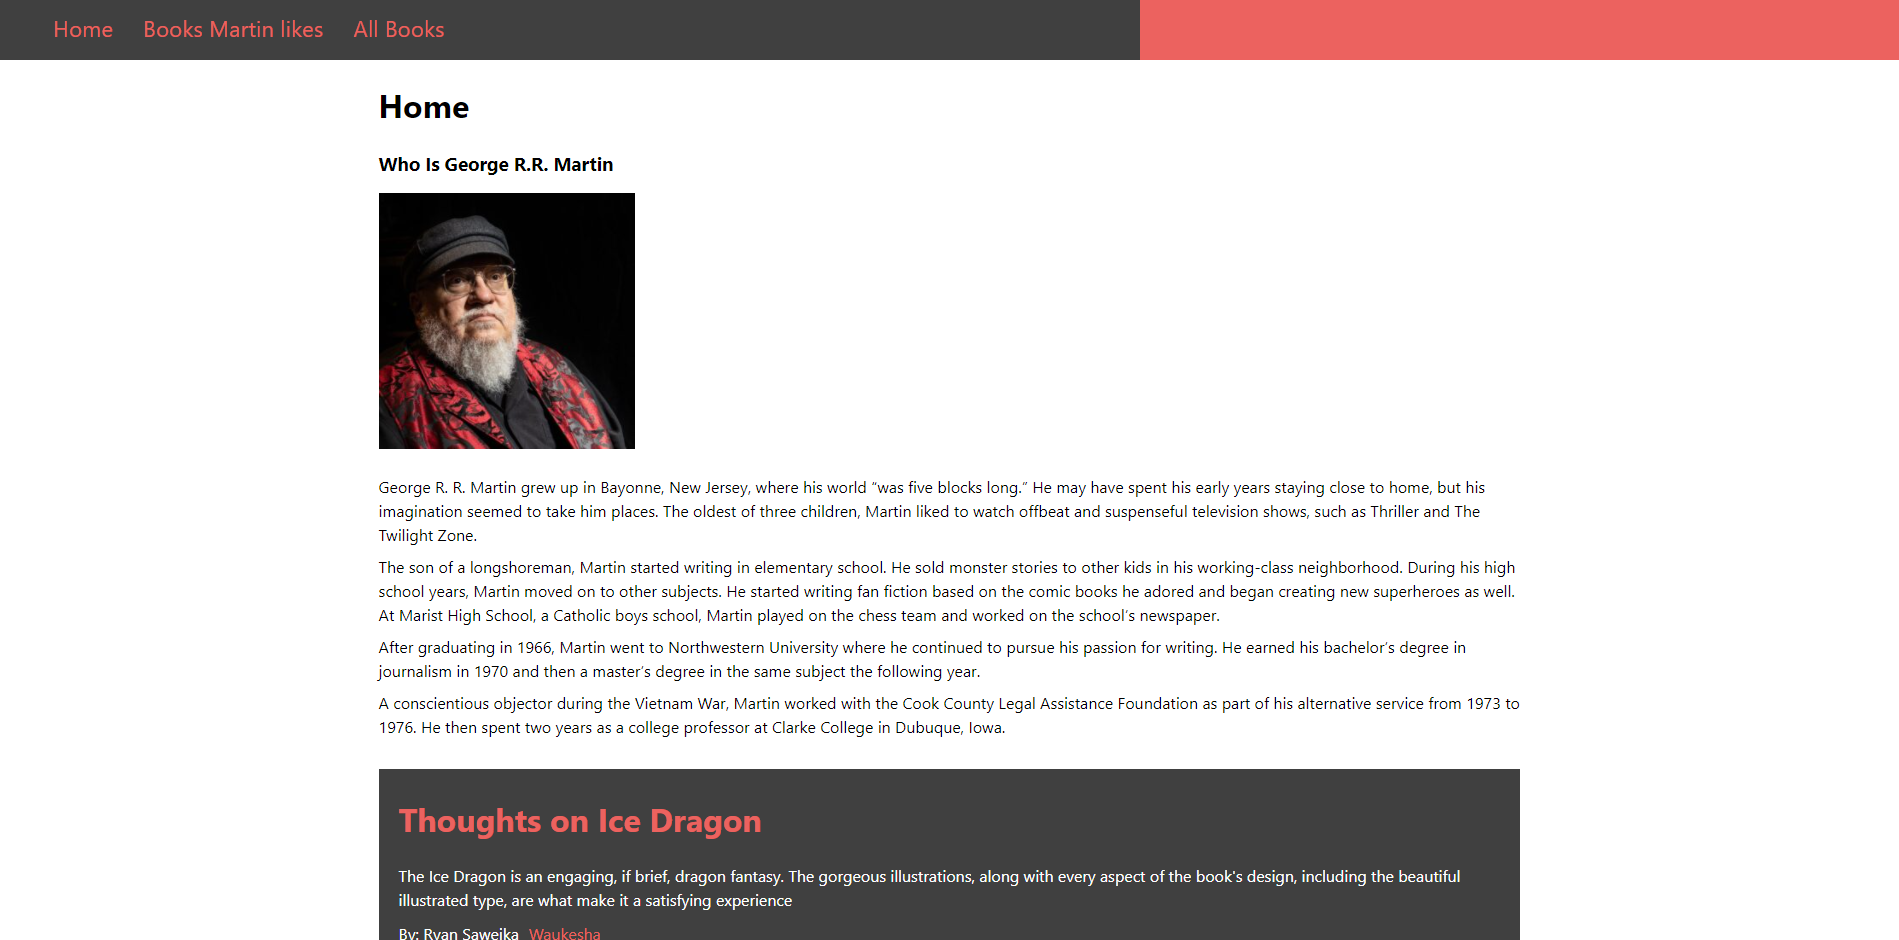 Home Books Martin likes All Books
Home
Who Is George R.R. Martin
George R. R. Martin grew up in Bayonne, New Jersey, where his world “was five blocks long.” He may have spent his early years staying close to home, but his
imagination seemed to take him places. The oldest of three children, Martin liked to watch offbeat and suspenseful television shows, such as Thriller and The
Twilight Zone.
The son of a longshoreman, Martin started writing in elementary school. He sold monster stories to other kids in his working-class neighborhood. During his high
school years, Martin moved on to other subjects. He started writing fan fiction based on the comic books he adored and began creating new superheroes as well.
At Marist High School, a Catholic boys school, Martin played on the chess team and worked on the school’s newspaper.
After graduating in 1966, Martin went to Northwestern University where he continued to pursue his passion for writing. He earned his bachelor’s degree in
journalism in 1970 and then a master’s degree in the same subject the following year.
A conscientious objector during the Vietnam War, Martin worked with the Cook County Legal Assistance Foundation as part of his alternative service from 1973 to
1976. He then spent two years as a college professor at Clarke College in Dubuque, Iowa.
Thoughts on Ice Dragon
The Ice Dragon is an engaging, if brief, dragon fantasy. The gorgeous illustrations, along with every aspect of the book's design, including the beautiful
illustrated type, are what make it a satisfying experience
By: Ryan Saweika Waukesha